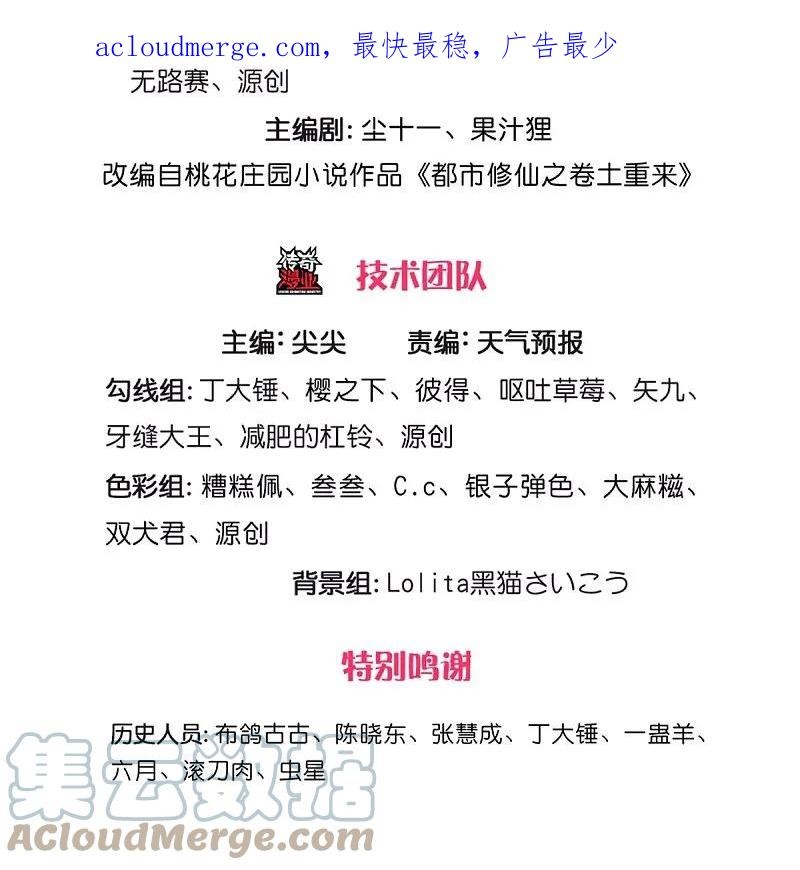 acloudmerge.com，最快最稳，广告最少
无路赛、源创
主编剧：尘十一、果汁狸
改编自桃花庄园小说作品《都市修仙之卷土重来》
传奇
漫业
技术团队
主编：尖尖 责编：天气预报
勾线组：丁大锤、樱之下、彼得、呕吐草莓、矢九、
牙缝大王、减肥的杠铃、源创
色彩组：糟糕佩、叁叁、C.c、银子弹色、大麻糍、
双犬君、源创
背景组：Lolita黑猫さいこう
特别鸣谢
历史人员：布鸽古古、陈晓东、张慧成、丁大锤、一蛊羊、
六月、滚刀肉、虫星
集云数据
ACloudMerge.com